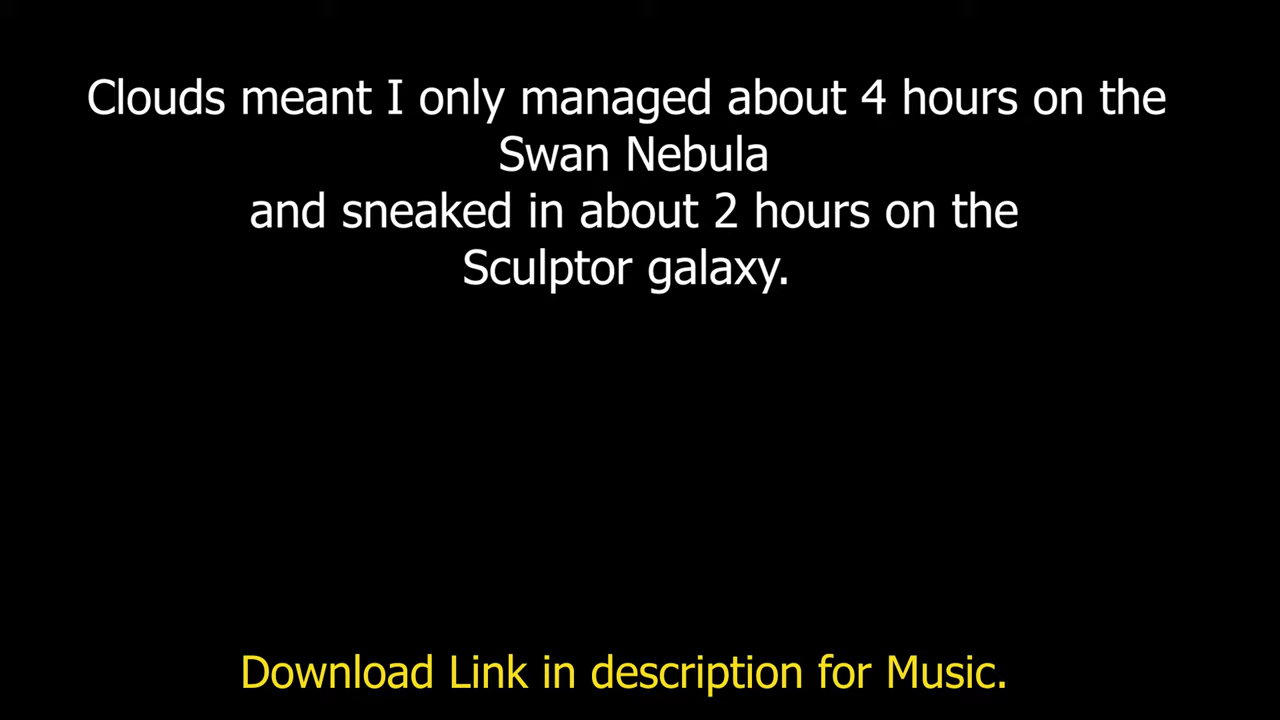 Clouds meant I only managed about 4 hours on the
Swan Nebula
and sneaked in about 2 hours on the
Sculptor galaxy.
Download Link in description for Music.